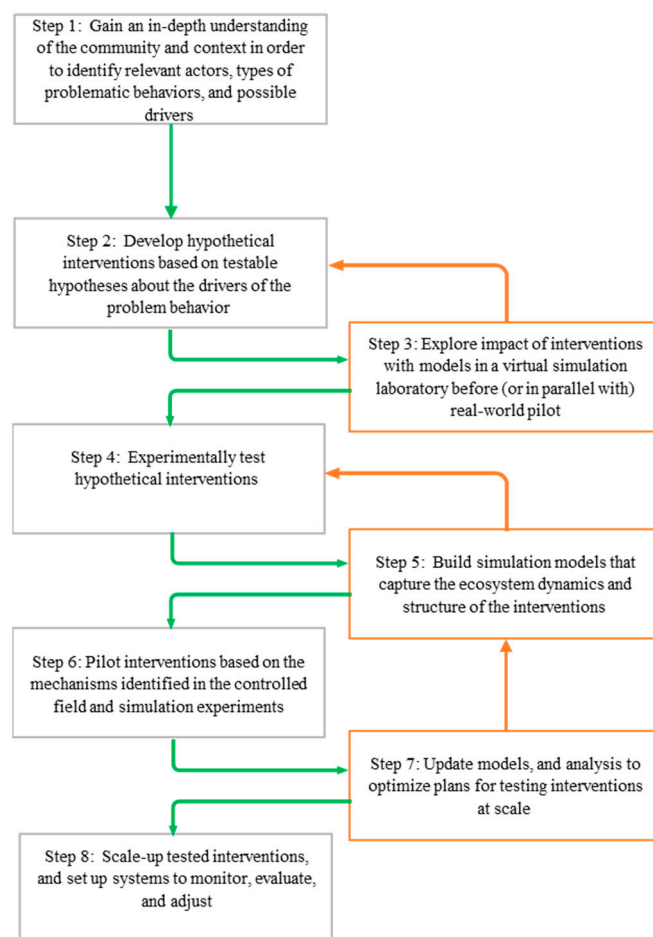 Step 1:  Gain an in-depth understanding
of the community and context in order
to identify relevant actors, types of
problematic behaviors, and possible
drivers
Step 2:  Develop hypothetical
interventions based on testable
hypotheses about the drivers of the
problem behavior
Step 3: Explore impact of interventions
with models in a virtual simulation
laboratory before (or in parallel with)
real-world pilot
Step 4:  Experimentally test
hypothetical interventions
Step 5:  Build simulation models that
capture the ecosystem dynamics and
structure of the interventions
Step 6: Pilot interventions based on the
mechanisms identified in the controlled
field and simulation experiments
Step 7: Update models, and analysis to
optimize plans for testing interventions
at scale
Step 8:  Scale-up tested interventions,
and set up systems to monitor, evaluate,
and adjust